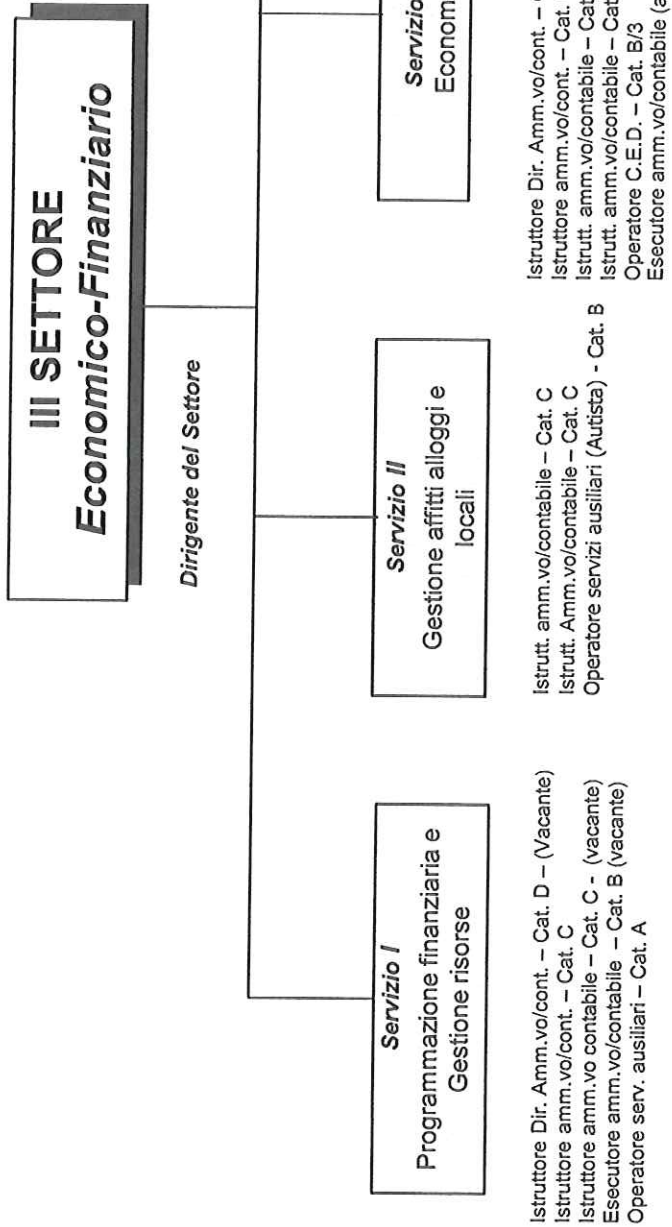 III SETTORE
Economico-Finanziario
Dirigente del Settore
Servizio I
Programmazione finanziaria e
Gestione risorse
Istruttore Dir. Amm.vo/cont. – Cat. D – (Vacante)
Istruttore amm.vo/cont. – Cat. C
Istruttore amm.vo contabile – Cat. C - (vacante)
Esecutore amm.vo/contabile – Cat. B (vacante)
Operatore serv. ausiliari – Cat. A
Servizio II
Gestione affitti alloggi e
locali
Istrutt. amm.vo/contabile – Cat. C
Istrutt. Amm.vo/contabile – Cat. C
Operatore servizi ausiliari (Autista) - Cat. B
Servizio
Econom
Istruttore Dir. Amm.vo/cont. –
Istruttore amm.vo/cont. – Cat.
Istrutt. amm.vo/contabile – Cat
Istrutt. amm.vo/contabile – Cat
Operatore C.E.D. – Cat. B/3
Esecutore amm.vo/contabile (a